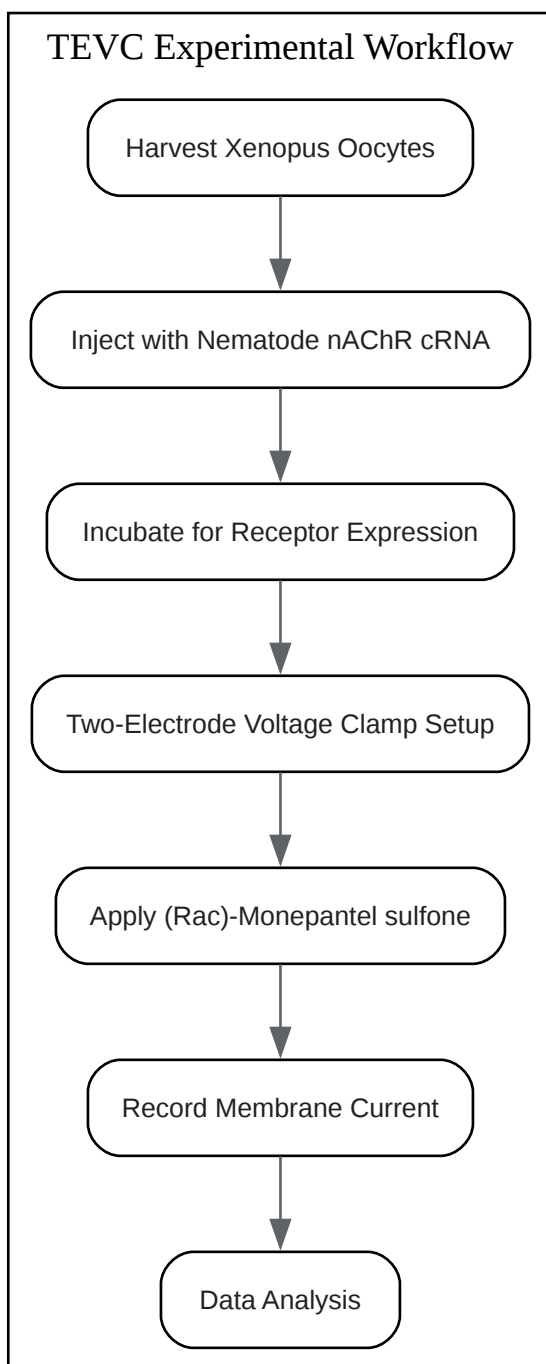 TEVC Experimental Workflow
Harvest Xenopus Oocytes
Inject with Nematode nAChR cRNA
Incubate for Receptor Expression
Two-Electrode Voltage Clamp Setup
Apply (Rac)-Monepantel sulfone
Record Membrane Current
Data Analysis